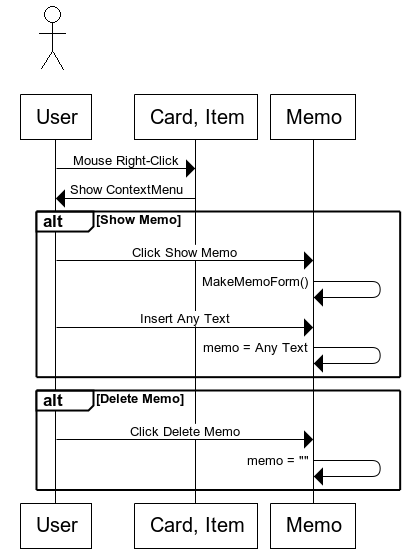 User
Card, Item
Memo
Mouse Right-Click
Show ContextMenu
alt
[Show Memo]
Click Show Memo
MakeMemoForm()
Insert Any Text
memo = Any Text
alt
[Delete Memo]
Click Delete Memo
memo = ""
User
Card, Item
Memo